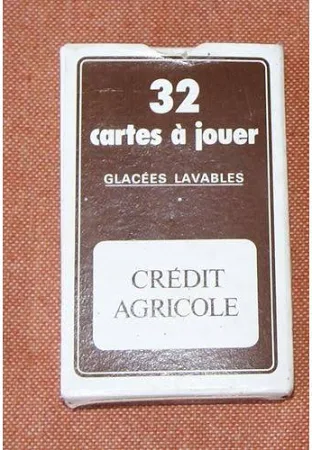 32
cartes à jouer
GLACÉES LAVABLES
CRÉDIT
AGRICOLE